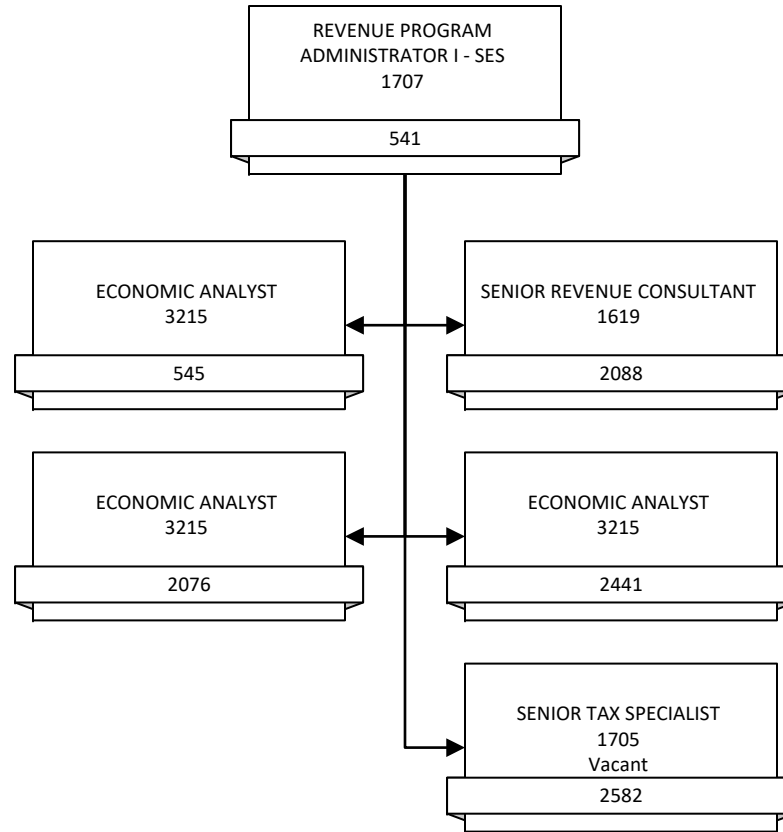 REVENUE PROGRAM
ADMINISTRATOR I - SES
1707
541
ECONOMIC ANALYST
3215
545
SENIOR REVENUE CONSULTANT
1619
2088
ECONOMIC ANALYST
3215
2076
ECONOMIC ANALYST
3215
2441
SENIOR TAX SPECIALIST
1705
Vacant
2582